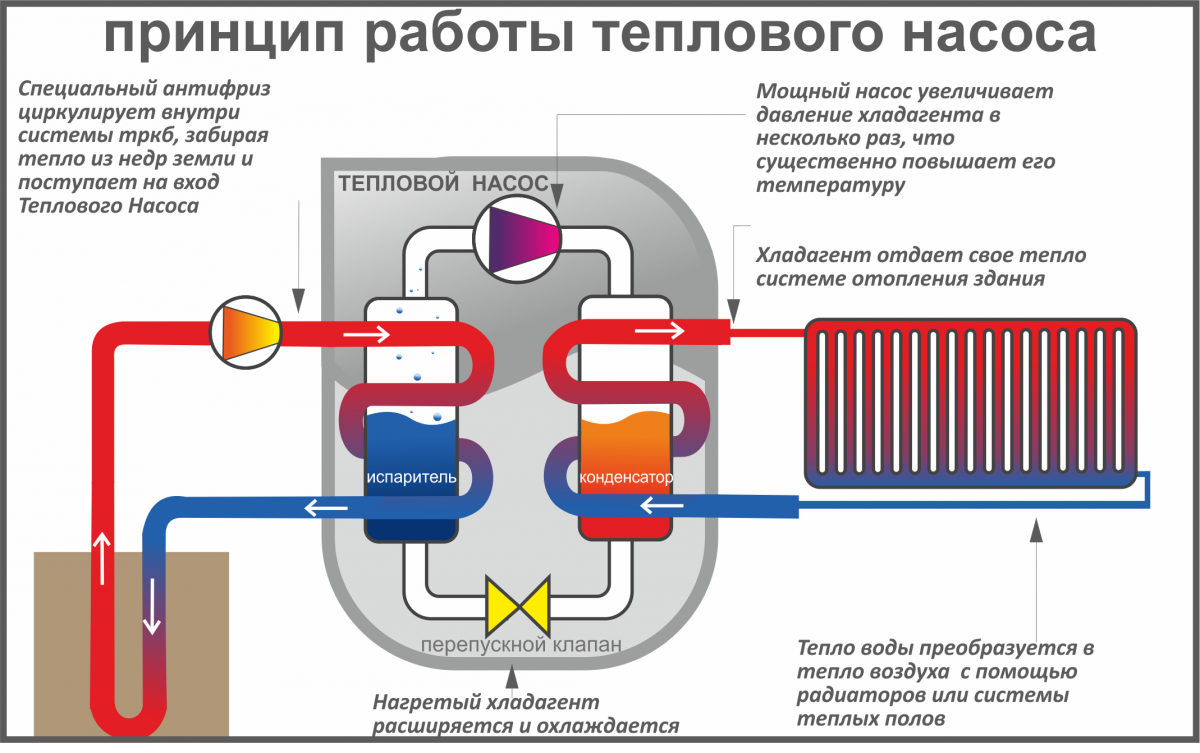 принцип работы теплового насоса
Специальный антифриз
циркулирует внутри
системы тркб, забирая
тепло из недр земли и
поступает на вход
Теплового Насоса
Мощный насос увеличивает
давление хладагента в
несколько раз, что
существенно повышает его
температуру
ТЕПЛОВОЙ НАСОС
Хладагент отдает свое тепло
системе отопления здания
испаритель
конденсатор
перепускной клапан
Нагретый хладагент
расширяется и охлаждается
Тепло воды преобразуется в
тепло воздуха с помощью
радиаторов или системы
теплых полов